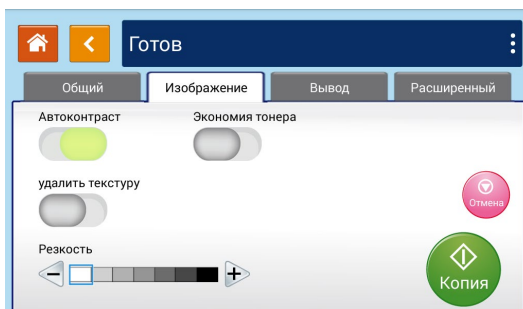 Готов
Общий Изображение Вывод Расширенный
Автоконтраст Экономия тонера
удалить текстуру
Отмена
Резкость
Копия